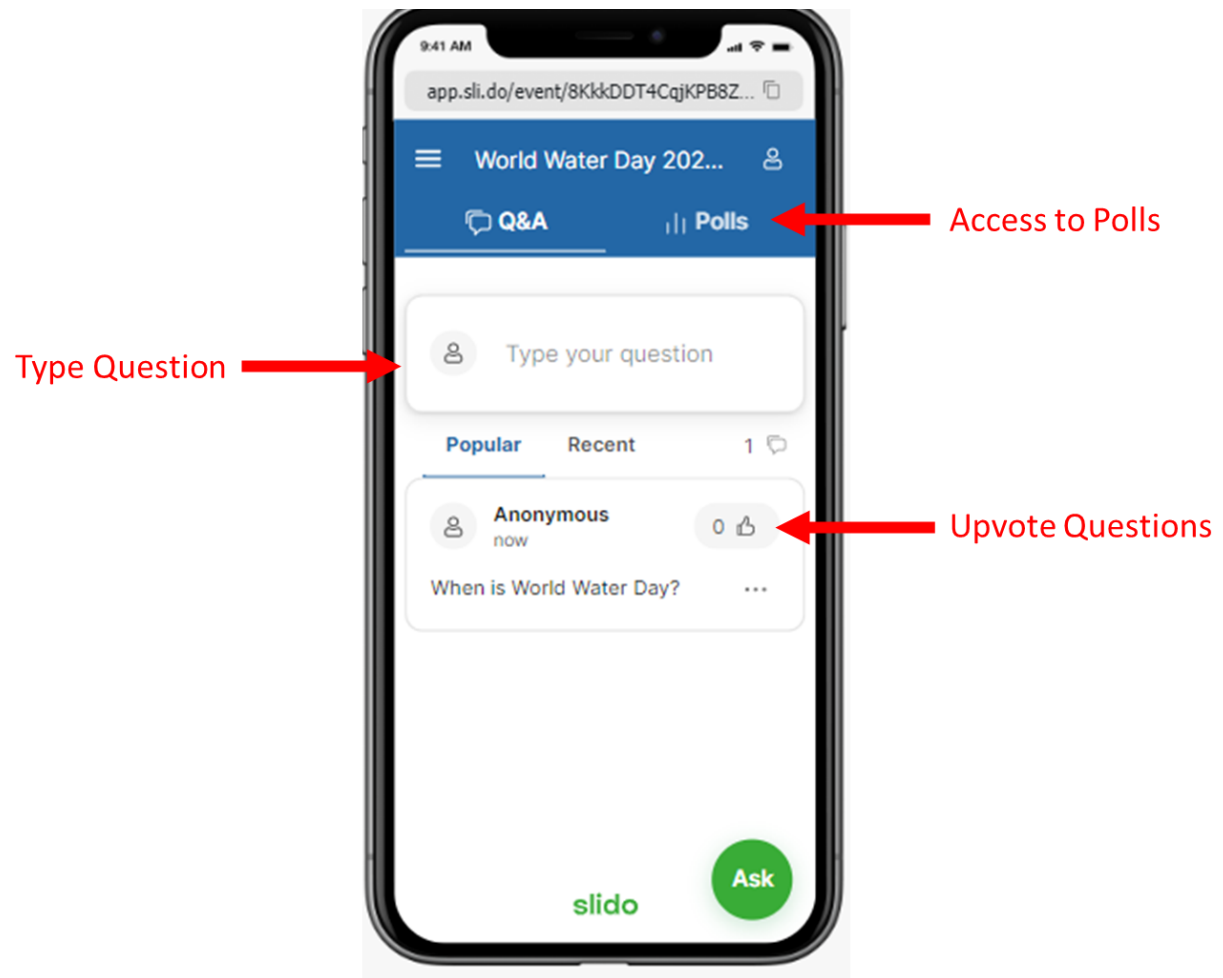 9:41 AM
app.sli.do/event/8KkkDDT4CqjKPB8Z...
World Water Day 202...
Q&A
Polls
Access to Polls
Type Question
Type your question
Popular
Recent
1
Anonymous
now
0
Upvote Questions
When is World Water Day?
Ask
slido